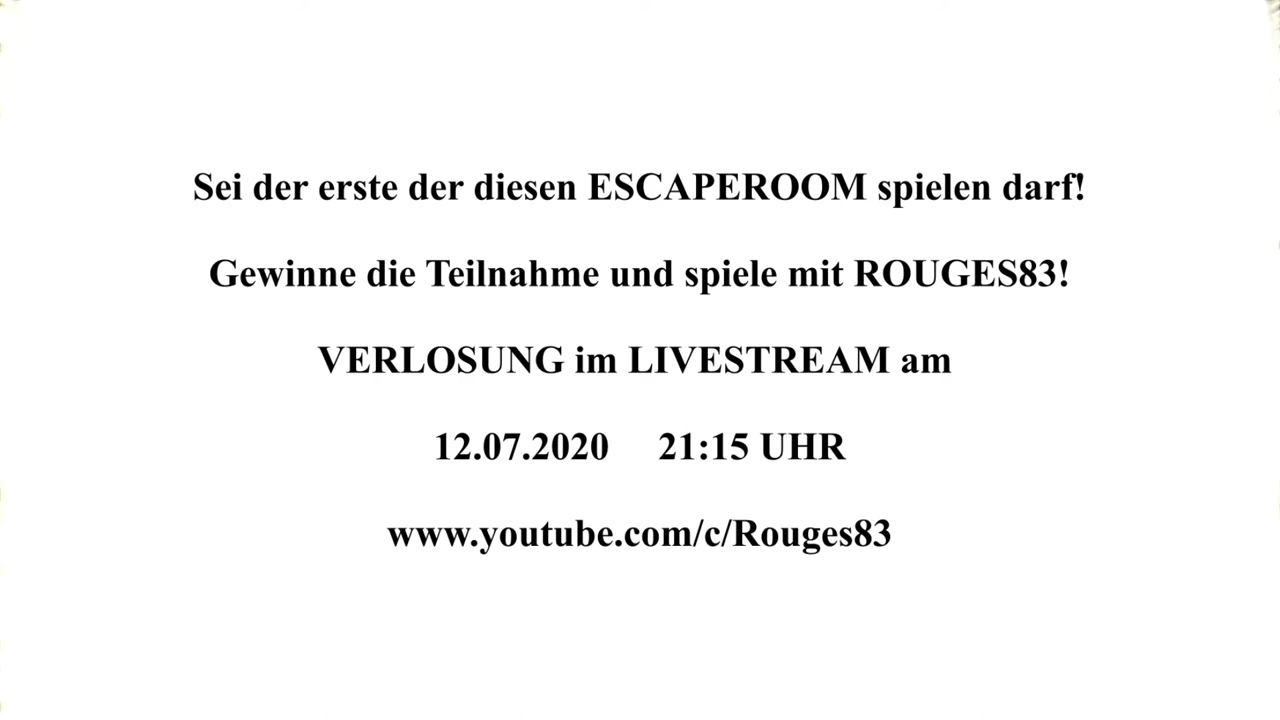 Sei der erste der diesen ESCAPEROOM spielen darf!
Gewinne die Teilnahme und spiele mit ROUGES83!
VERLOSUNG im LIVESTREAM am
12.07.2020 21:15 UHR
www.youtube.com/c/Rouges83